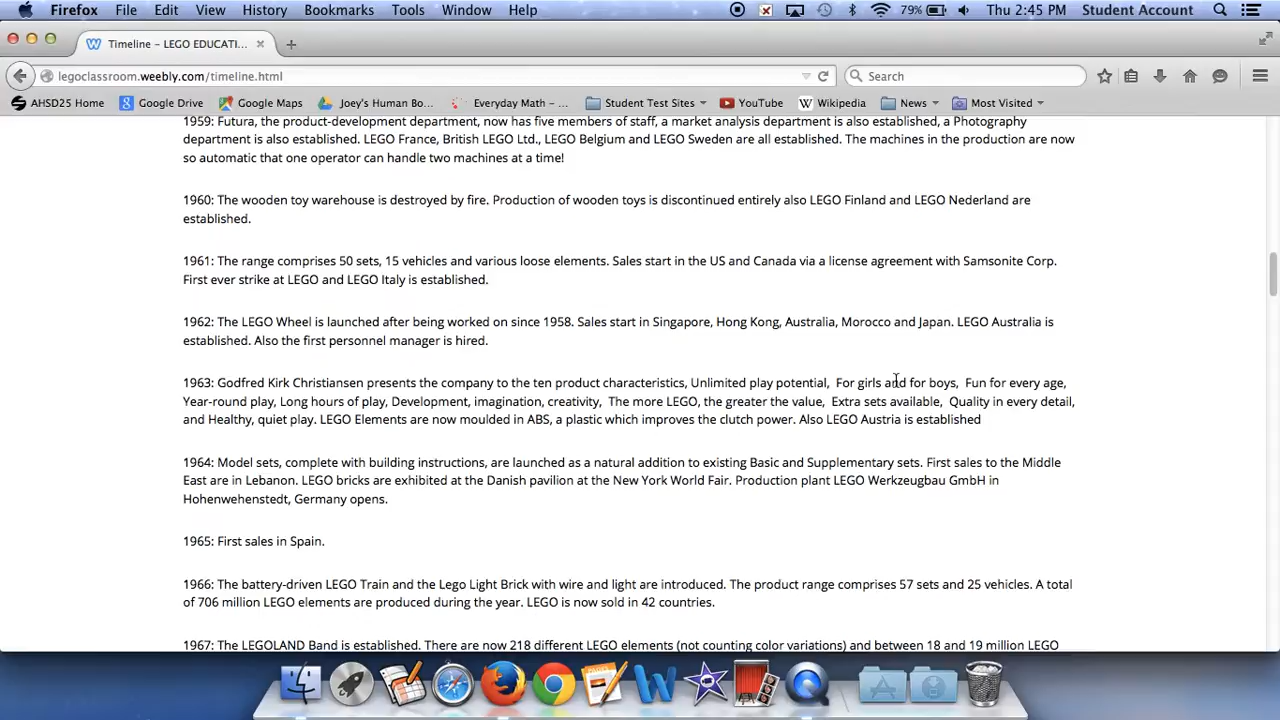 Firefox File Edit View History Bookmarks Tools Window Help 79% Thu 2:45 PM Student Account
Timeline – LEGO EDUCATI...
legoclassroom.weebly.com/timeline.html Search
AHSD25 Home Google Drive Google Maps Joey's Human Bo... Everyday Math – ... Student Test Sites YouTube Wikipedia News Most Visited
1959: Futura, the product-development department, now has five members of staff, a market analysis department is also established, a Photography
department is also established. LEGO France, British LEGO Ltd., LEGO Belgium and LEGO Sweden are all established. The machines in the production are now
so automatic that one operator can handle two machines at a time!
1960: The wooden toy warehouse is destroyed by fire. Production of wooden toys is discontinued entirely also LEGO Finland and LEGO Nederland are
established.
1961: The range comprises 50 sets, 15 vehicles and various loose elements. Sales start in the US and Canada via a license agreement with Samsonite Corp.
First ever strike at LEGO and LEGO Italy is established.
1962: The LEGO Wheel is launched after being worked on since 1958. Sales start in Singapore, Hong Kong, Australia, Morocco and Japan. LEGO Australia is
established. Also the first personnel manager is hired.
1963: Godfred Kirk Christiansen presents the company to the ten product characteristics, Unlimited play potential, For girls and for boys, Fun for every age,
Year-round play, Long hours of play, Development, imagination, creativity, The more LEGO, the greater the value, Extra sets available, Quality in every detail,
and Healthy, quiet play. LEGO Elements are now moulded in ABS, a plastic which improves the clutch power. Also LEGO Austria is established
1964: Model sets, complete with building instructions, are launched as a natural addition to existing Basic and Supplementary sets. First sales to the Middle
East are in Lebanon. LEGO bricks are exhibited at the Danish pavilion at the New York World Fair. Production plant LEGO Werkzeugbau GmbH in
Hohenwehenstedt, Germany opens.
1965: First sales in Spain.
1966: The battery-driven LEGO Train and the Lego Light Brick with wire and light are introduced. The product range comprises 57 sets and 25 vehicles. A total
of 706 million LEGO elements are produced during the year. LEGO is now sold in 42 countries.
1967: The LEGOLAND Band is established. There are now 218 different LEGO elements (not counting color variations) and between 18 and 19 million LEGO